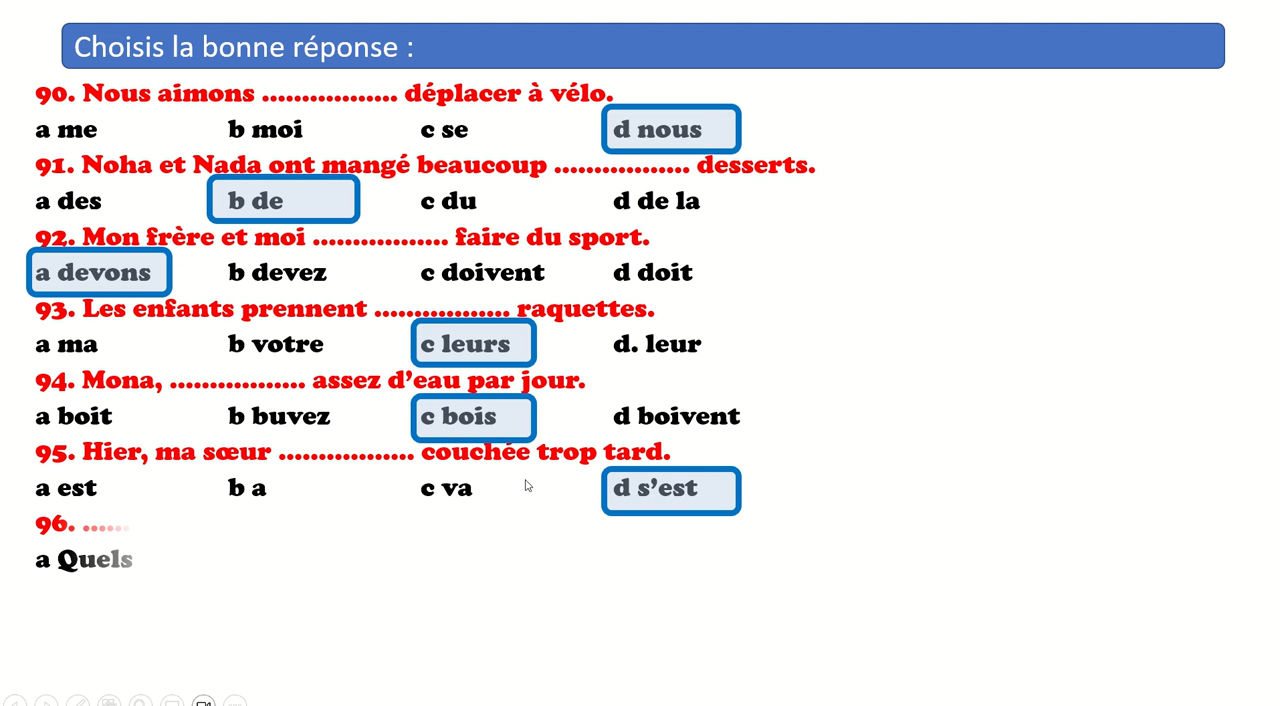 Choisis la bonne réponse :
90. Nous aimons ................. déplacer à vélo.
a me b moi c se d nous
91. Noha et Nada ont mangé beaucoup ................. desserts.
a des b de c du d de la
92. Mon frère et moi ................. faire du sport.
a devons b devez c doivent d doit
93. Les enfants prennent ................. raquettes.
a ma b votre c leurs d. leur
94. Mona, ................. assez d’eau par jour.
a boit b buvez c bois d boivent
95. Hier, ma sœur ................. couchée trop tard.
a est b a c va d s’est
96. ......
a Quels